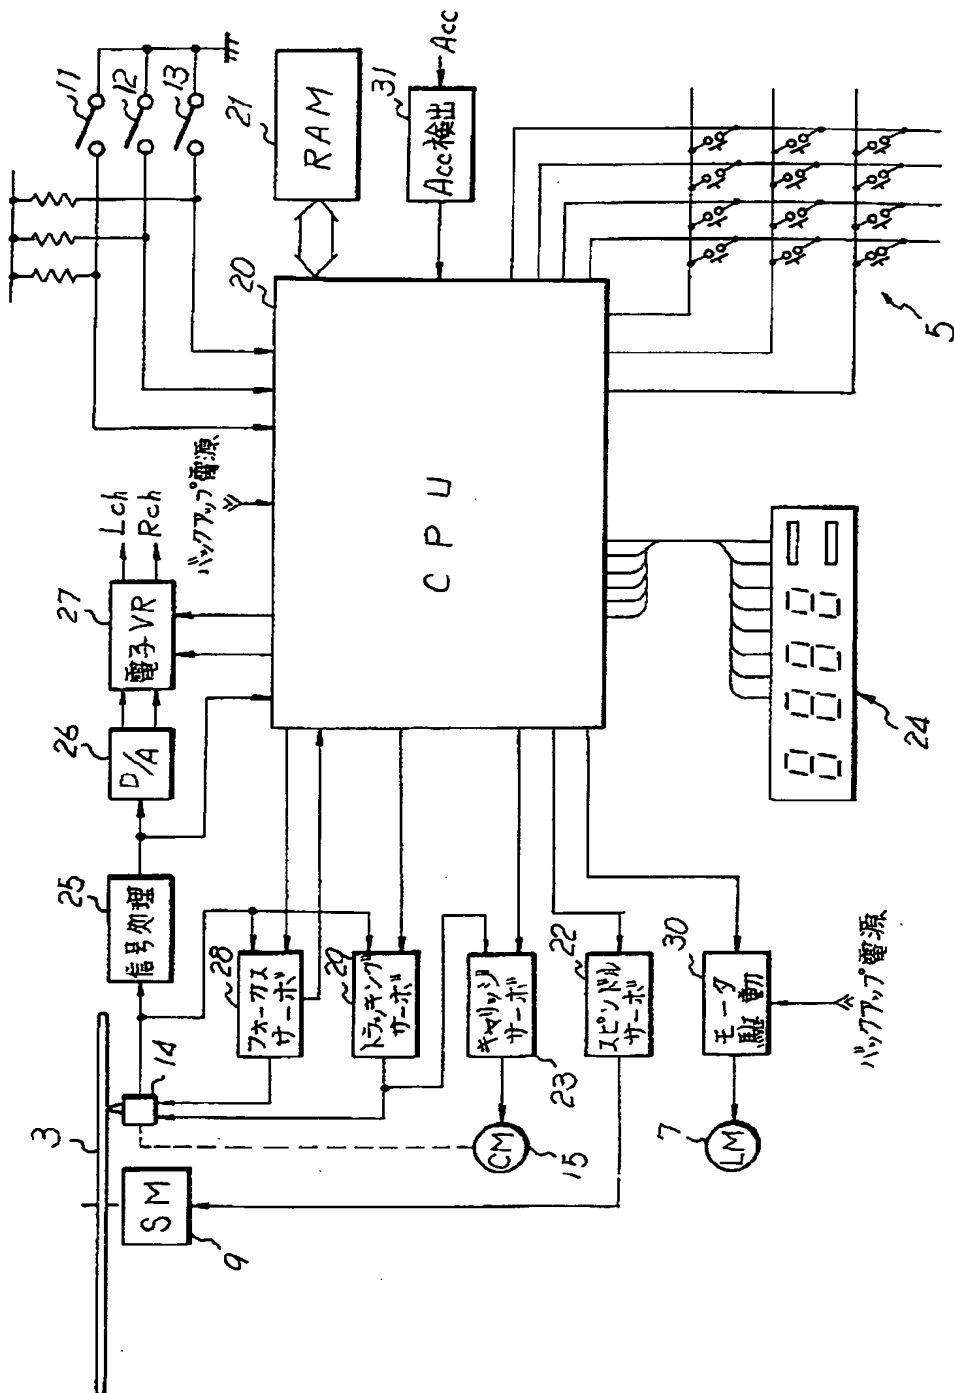 3
SM
9
14
信号処理
25
D/A
26
電子VR
27
Lch
Rch
バックアップ電源
11
12
13
RAM
21
Acc検出
31
Acc
CPU
20
フォーカス
サーボ
28
トラッキング
サーボ
29
キャリッジ
サーボ
23
スピンドル
サーボ
22
モータ
駆動
30
バックアップ電源
CM
15
LM
7
24
5